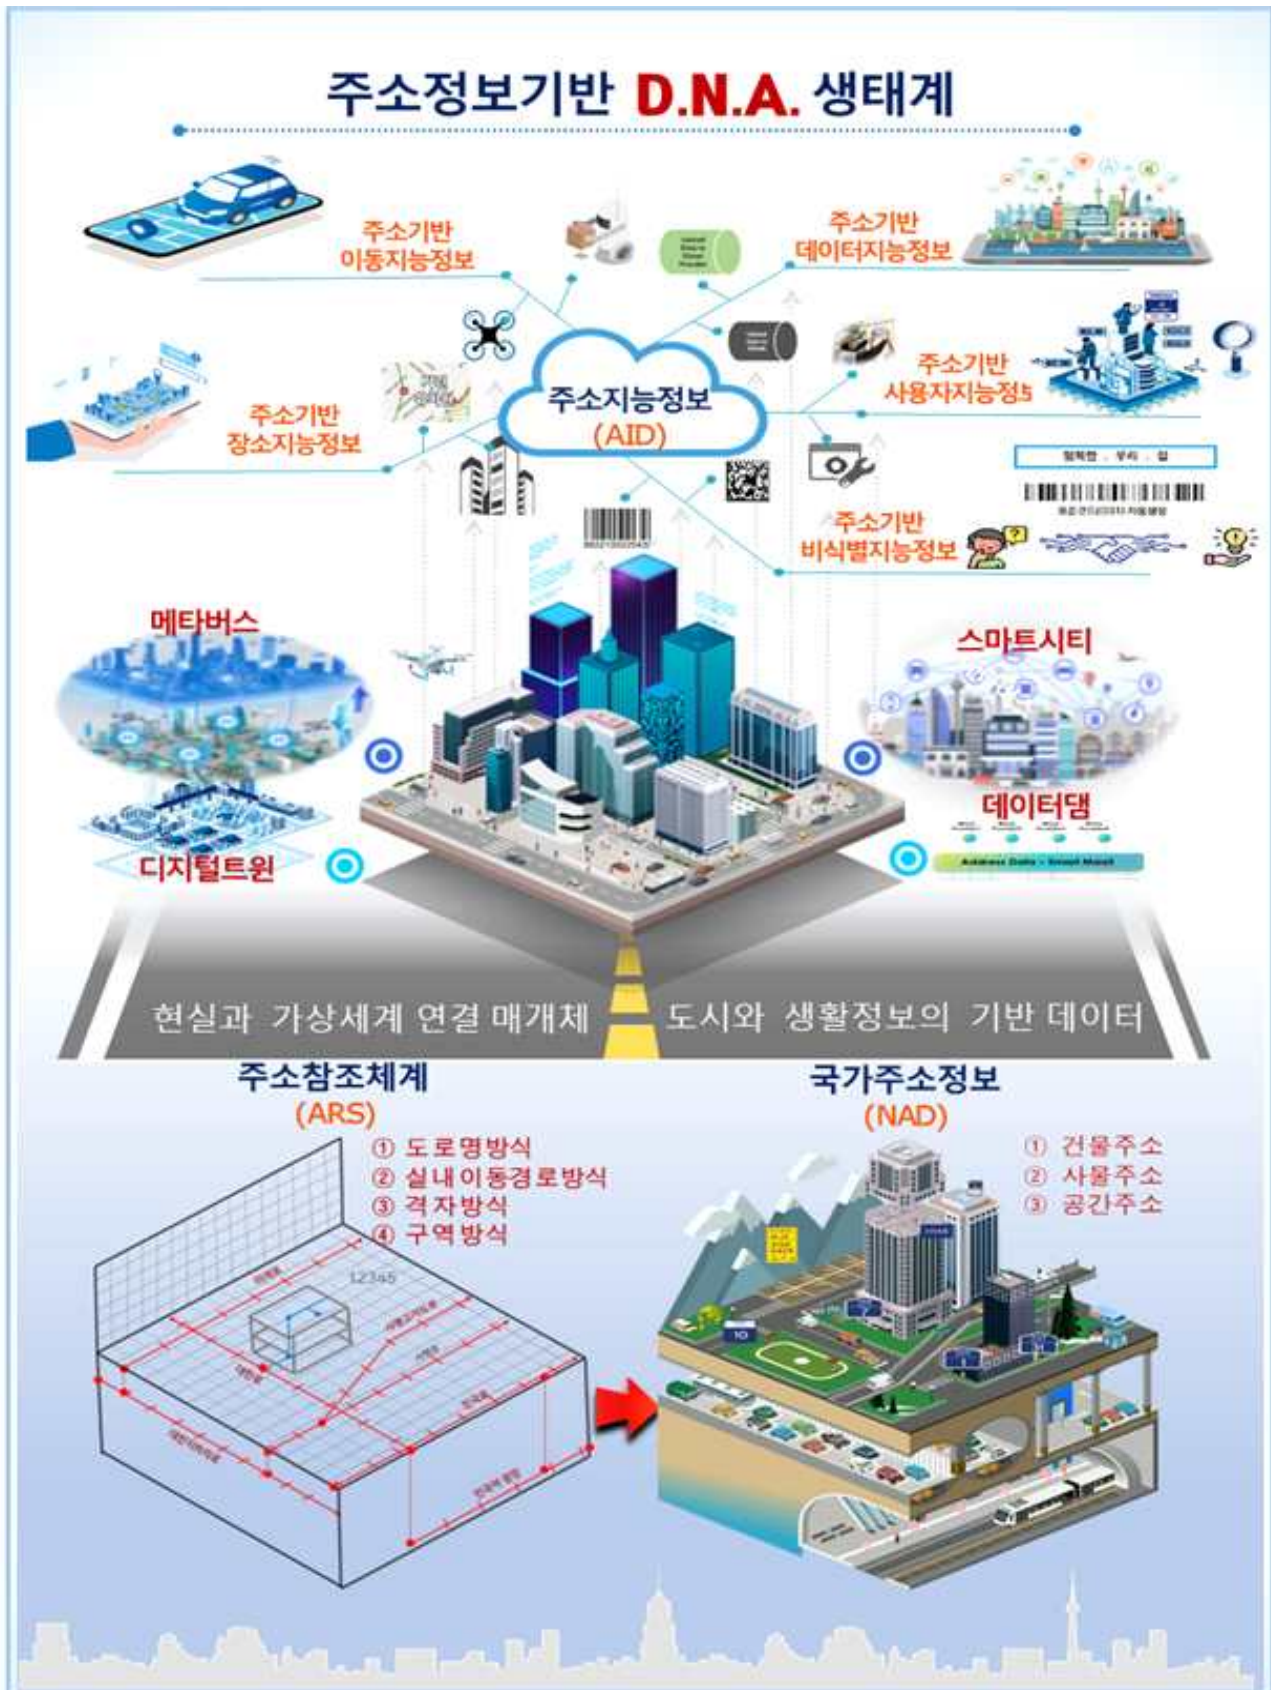 주소정보기반 D.N.A. 생태계
주소기반
이동지능정보
주소기반
데이터지능정보
주소기반
장소지능정보
주소지능정보
(AID)
주소기반
사용자지능정보
주소기반
비식별지능정보
메타버스
디지털트윈
스마트시티
데이터댐
Address Data - Smart Maat
현실과 가상세계 연결 매개체
도시와 생활정보의 기반 데이터
주소참조체계
(ARS)
① 도로명방식
② 실내이동경로방식
③ 격자방식
④ 구역방식
12345
국가주소정보
(NAD)
① 건물주소
② 사물주소
③ 공간주소
10